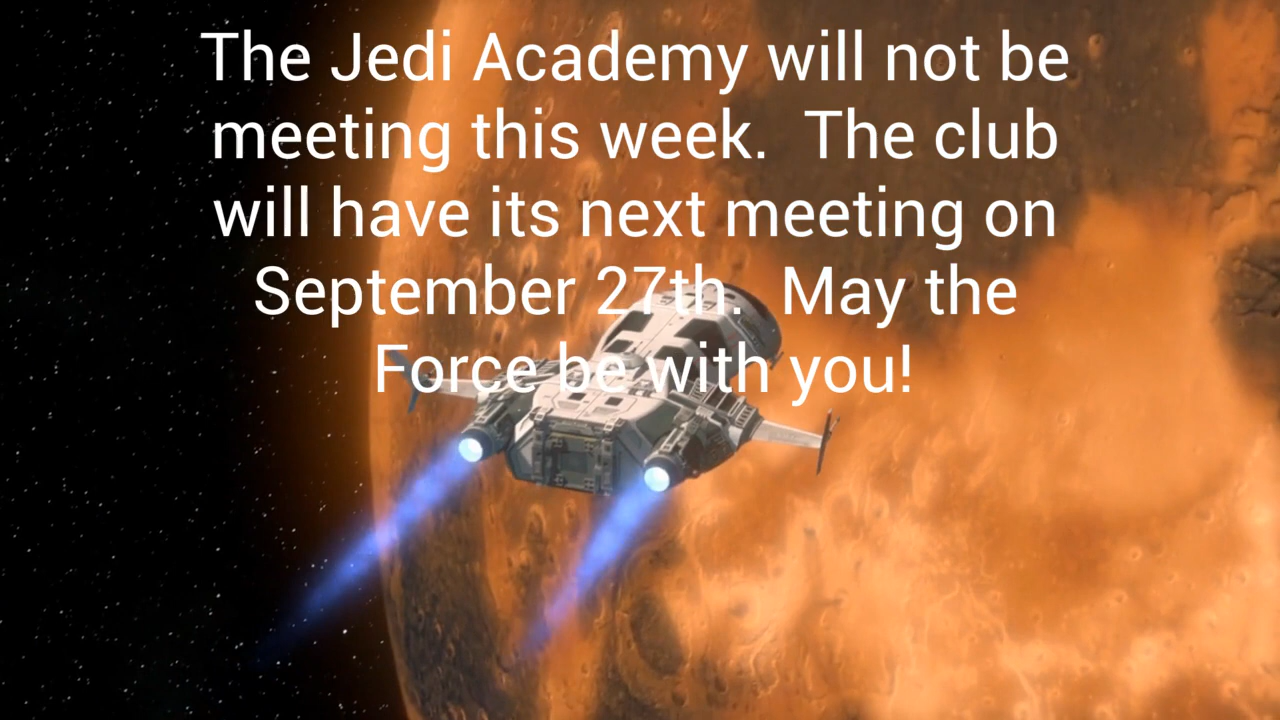 The Jedi Academy will not be
meeting this week.  The club
will have its next meeting on
September 27th.  May the
Force be with you!